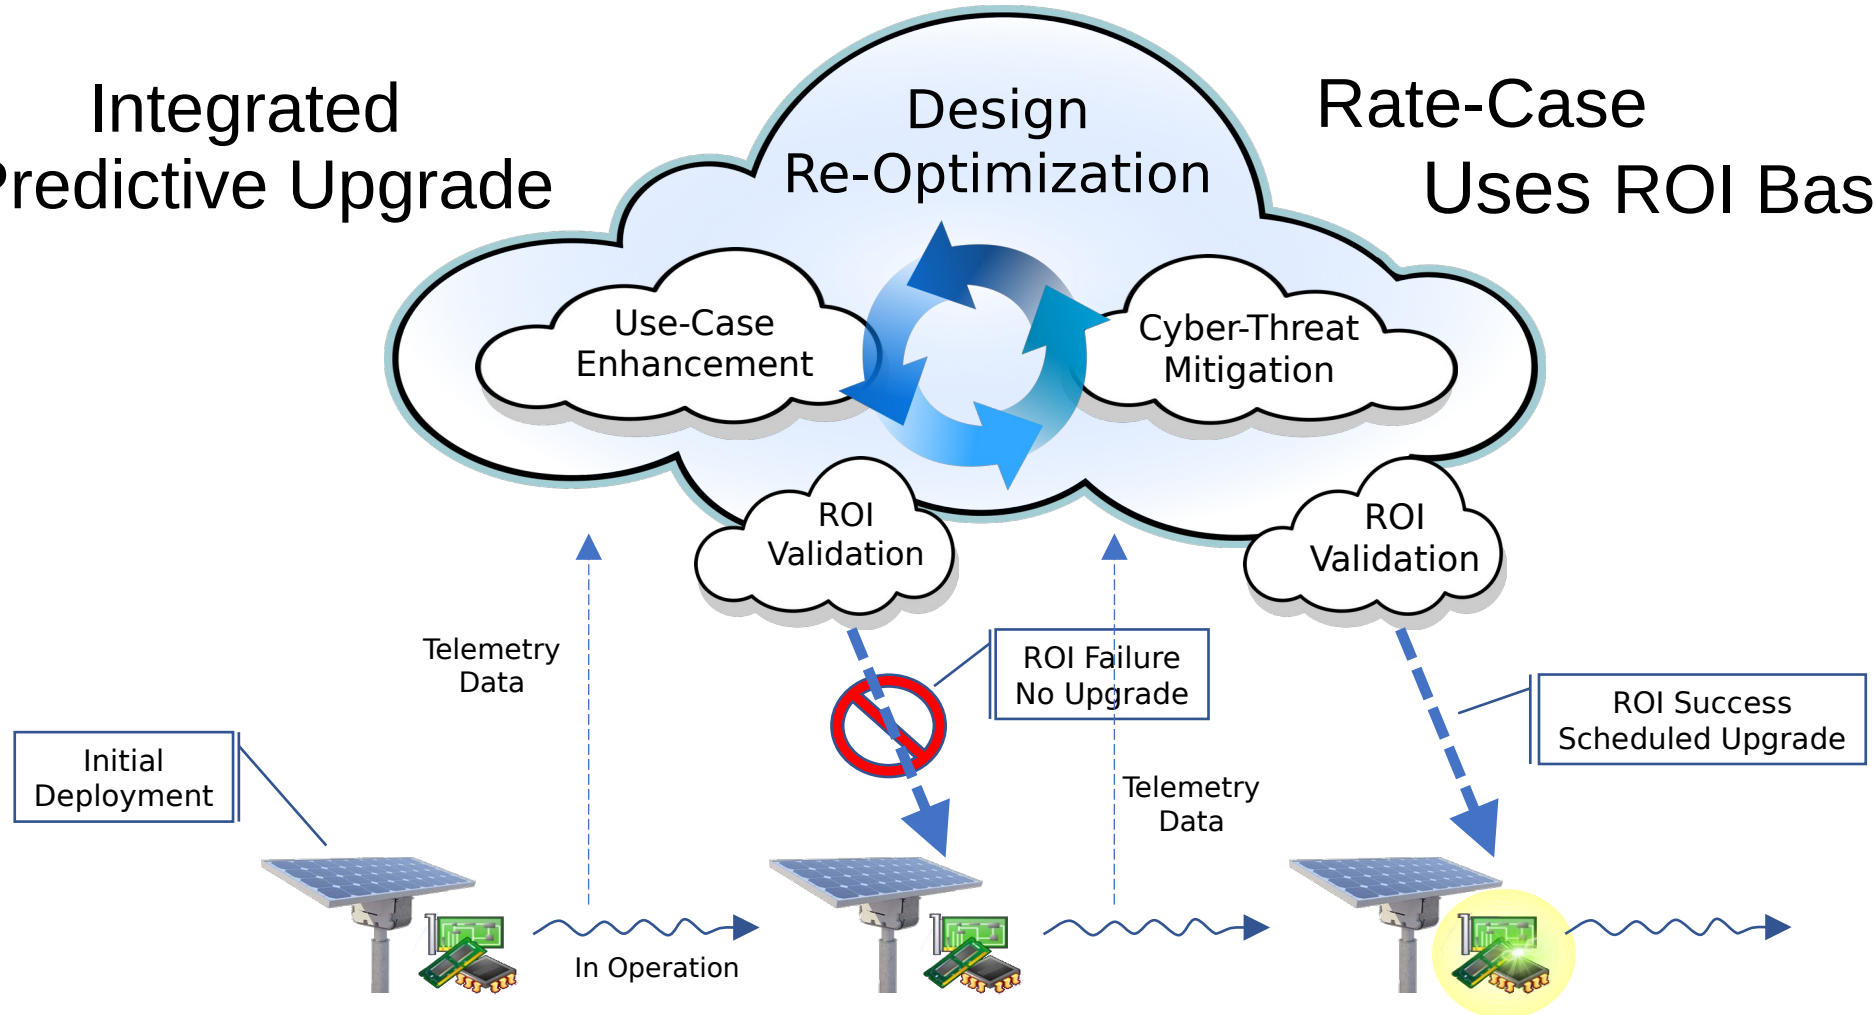 Integrated
Predictive Upgrade
Design
Re-Optimization
Rate-Case
Uses ROI Bas
Use-Case
Enhancement
Cyber-Threat
Mitigation
ROI
Validation
ROI
Validation
Telemetry
Data
ROI Failure
No Upgrade
ROI Success
Scheduled Upgrade
Initial
Deployment
Telemetry
Data
In Operation